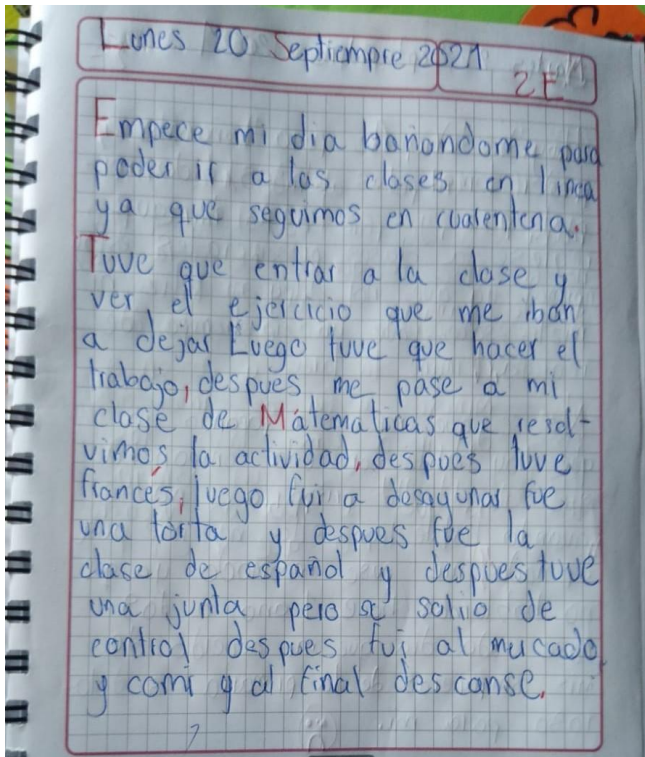 Lunes 20 Septiempre 2021
2E
Empece mi dia bañondome para
poder ir a las clases en linea
ya que seguimos en cuarentena.
Tuve que entrar a la clase y
ver el ejercicio que me iban
a dejar Luego tuve que hacer el
trabajo, despues me pase a mi
clase de Mátematicas que resol-
vimos la actividad, despues tuve
francés, luego fui a desayunar fue
una torta y despues fue la
clase de español y despues tuve
una junta pero se salio de
control despues fui al mercado
y comi y al final descanse.